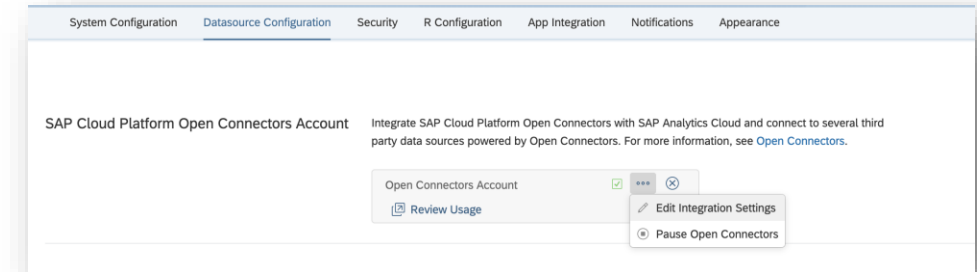 System Configuration Datasource Configuration Security R Configuration App Integration Notifications Appearance
SAP Cloud Platform Open Connectors Account
Integrate SAP Cloud Platform Open Connectors with SAP Analytics Cloud and connect to several third
party data sources powered by Open Connectors. For more information, see Open Connectors.
Open Connectors Account
Review Usage
Edit Integration Settings
Pause Open Connectors